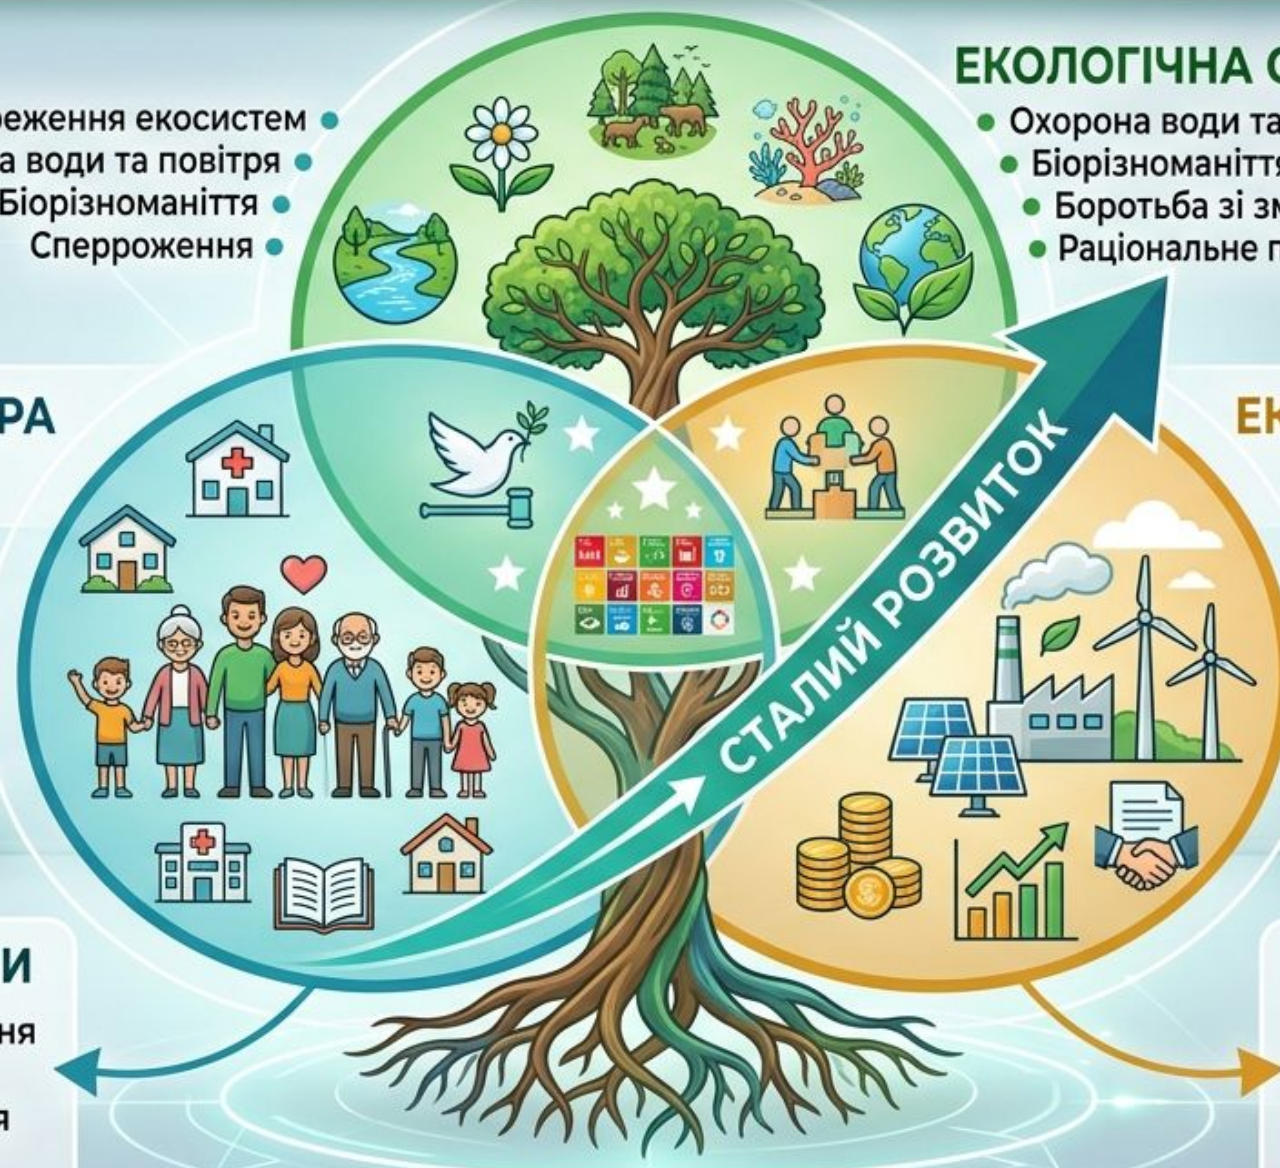 ЕКОЛОГІЧНА С
реження екосистем
а води та повітря
Біорізноманіття
Сперроження
Охорона води та
Біорізноманіття
Боротьба зі зм
Раціональне п
РА
ЕК
СТАЛИЙ РОЗВИТОК
И
ня
я